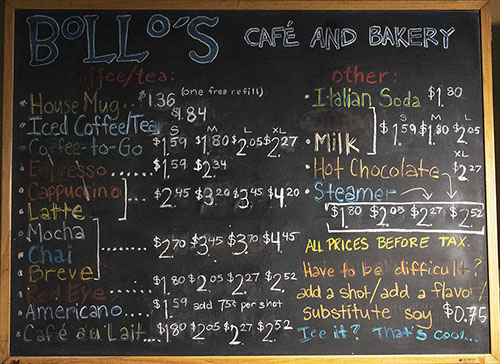 BOLLO'S CAFÉ AND BAKERY
Coffee/tea:
House Mug... $1.36 (one free refill)
Iced Coffee/Tea $1.84
S M L XL
Coffee-to-Go $1.59 $1.80 $2.05 $2.27
Espresso........ $1.59 $2.34
Cappuccino
Latte
$2.45 $3.20 $3.45 $4.20
Mocha
Chai
Breve
...... $2.70 $3.45 $3.70 $4.45
Red Eye....... $1.80 $2.05 $2.27 $2.52
Americano..... $1.59 add 75¢ per shot
Café au Lait... $1.80 $2.05 $2.27 $2.52
other:
Italian Soda $1.80
S M L
Milk $1.59 $1.80 $2.05
XL
Hot Chocolate $2.27
Steamer
$1.80 $2.05 $2.27 $2.52
ALL PRICES BEFORE TAX.
Have to be difficult?
add a shot/add a flavor/
substitute soy $0.75
Ice it? That's cool...